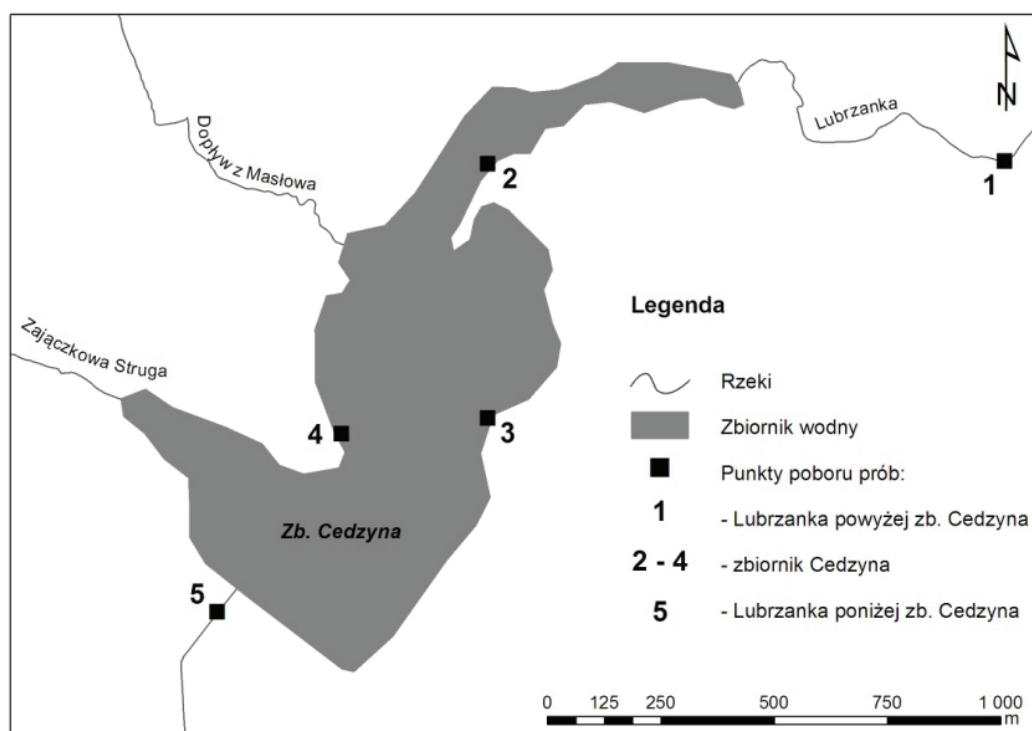 N
Lubrzanka
1
Dopływ z Masłowa
2
Zajączkowa Struga
4
3
Zb. Cedzyna
5
Legenda
Rzeki
Zbiornik wodny
Punkty poboru prób:
1 - Lubrzanka powyżej zb. Cedzyna
2 - 4 - zbiornik Cedzyna
5 - Lubrzanka poniżej zb. Cedzyna
0 125 250 500 750 1 000
m